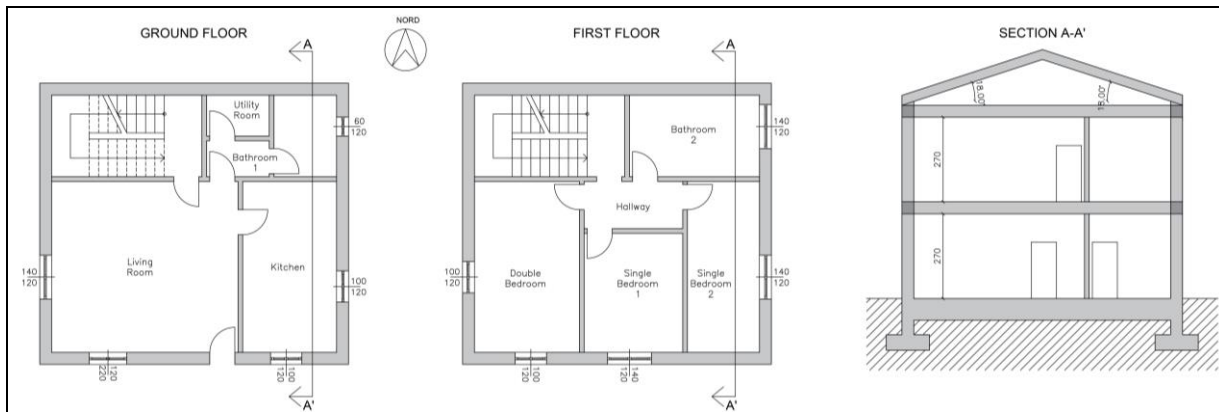 GROUND FLOOR
NORD
FIRST FLOOR
SECTION A-A'
A
A
18.00°
18.00°
Utility
Room
60
120
Bathroom
1
Bathroom
2
140
120
270
Hallway
Living
Room
140
120
Kitchen
100
120
Double
Bedroom
100
120
Single
Bedroom
1
Single
Bedroom
2
140
120
270
120
220
100
120
100
120
140
120
A'
A'